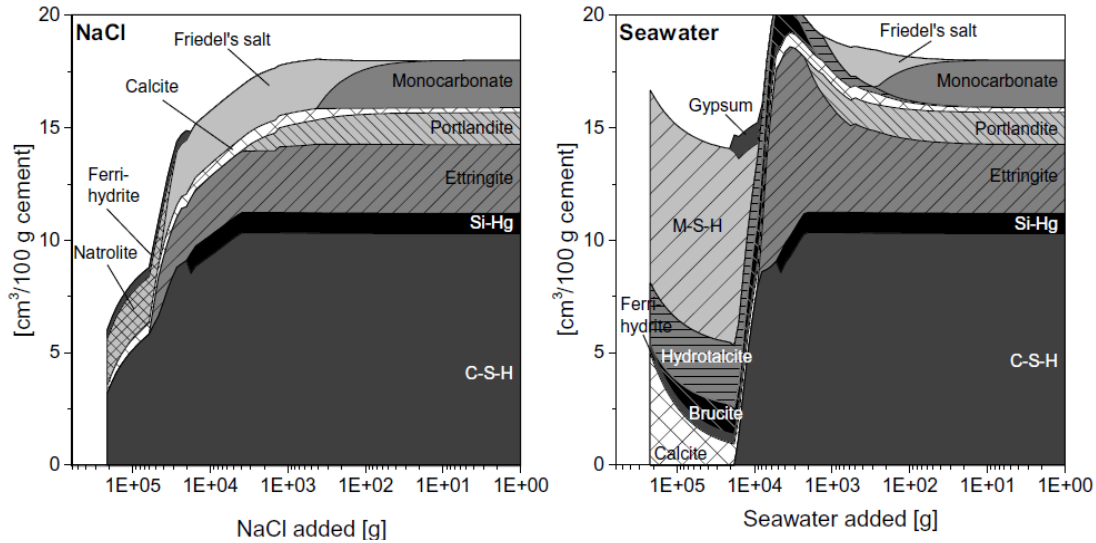 NaCl
20
15
10
5
0
[cm³/100 g cement]
Friedel's salt
Calcite
Monocarbonate
Portlandite
Ferri-
hydrite
Ettringite
Natrolite
Si-Hg
C-S-H
1E+05 1E+04 1E+03 1E+02 1E+01 1E+00
NaCl added [g]
Seawater
20
15
10
5
0
[cm³/100 g cement]
Friedel's salt
Monocarbonate
Gypsum
Portlandite
Ettringite
M-S-H
Si-Hg
Ferri-
hydrite
Hydrotalcite
C-S-H
Brucite
Calcite
1E+05 1E+04 1E+03 1E+02 1E+01 1E+00
Seawater added [g]